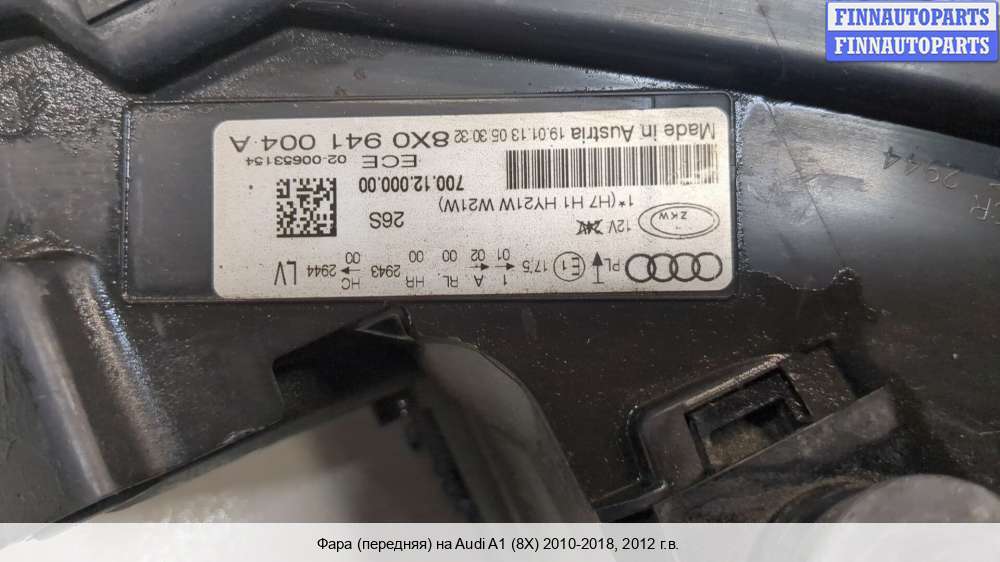 FINNAUTOPARTS
FINNAUTOPARTS
PL
17.5
E1
1
01
A
02
RL
00
HR
00
2943
HC
00
2944
LV
ZKW
12V
26S
1*(H7 H1 HY21W W21W)
700.12.000.00
ECE 02-00653154
8X0 941 004 A
Made in Austria 19.01.13 05:30:32
2944
Фара (передняя) на Audi A1 (8X) 2010-2018, 2012 г.в.